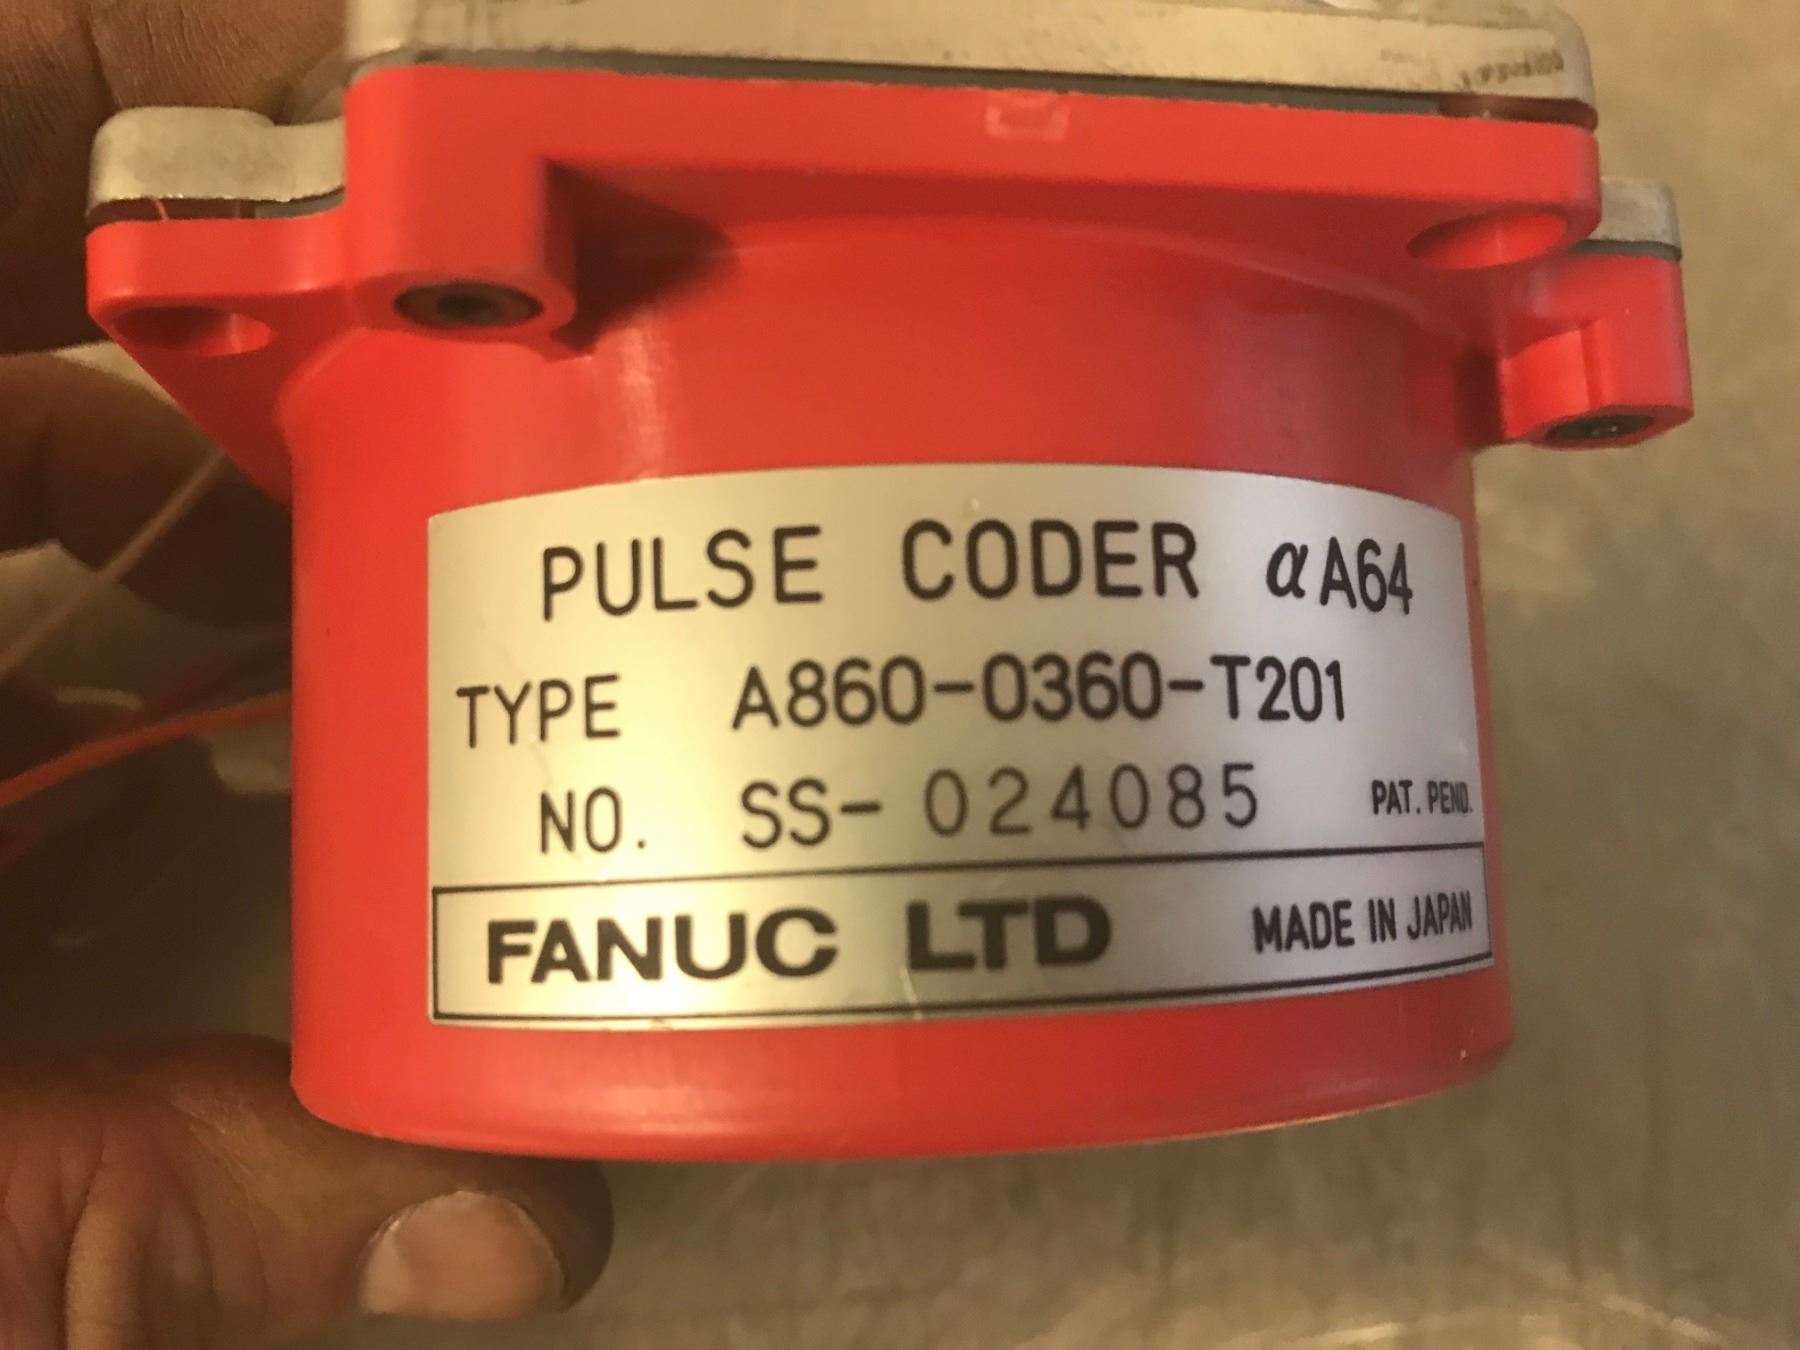 PULSE CODER αA64
TYPE A860-0360-T201
NO. SS-024085 PAT. PEND.
FANUC LTD MADE IN JAPAN